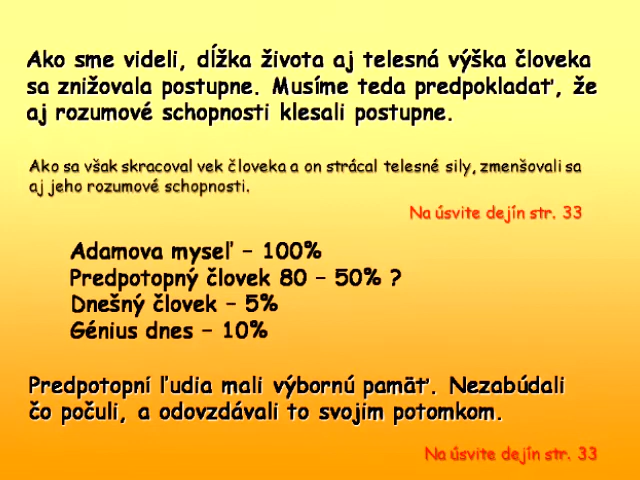 Ako sme videli, dĺžka života aj telesná výška človeka
sa znižovala postupne. Musíme teda predpokladať, že
aj rozumové schopnosti klesali postupne.
Ako sa však skracoval vek človeka a on strácal telesné sily, zmenšovali sa
aj jeho rozumové schopnosti.
Na úsvite dejín str. 33
Adamova myseľ – 100%
Predpotopný človek 80 – 50% ?
Dnešný človek – 5%
Génius dnes – 10%
Predpotopní ľudia mali výbornú pamäť. Nezabúdali
čo počuli, a odovzdávali to svojim potomkom.
Na úsvite dejín str. 33